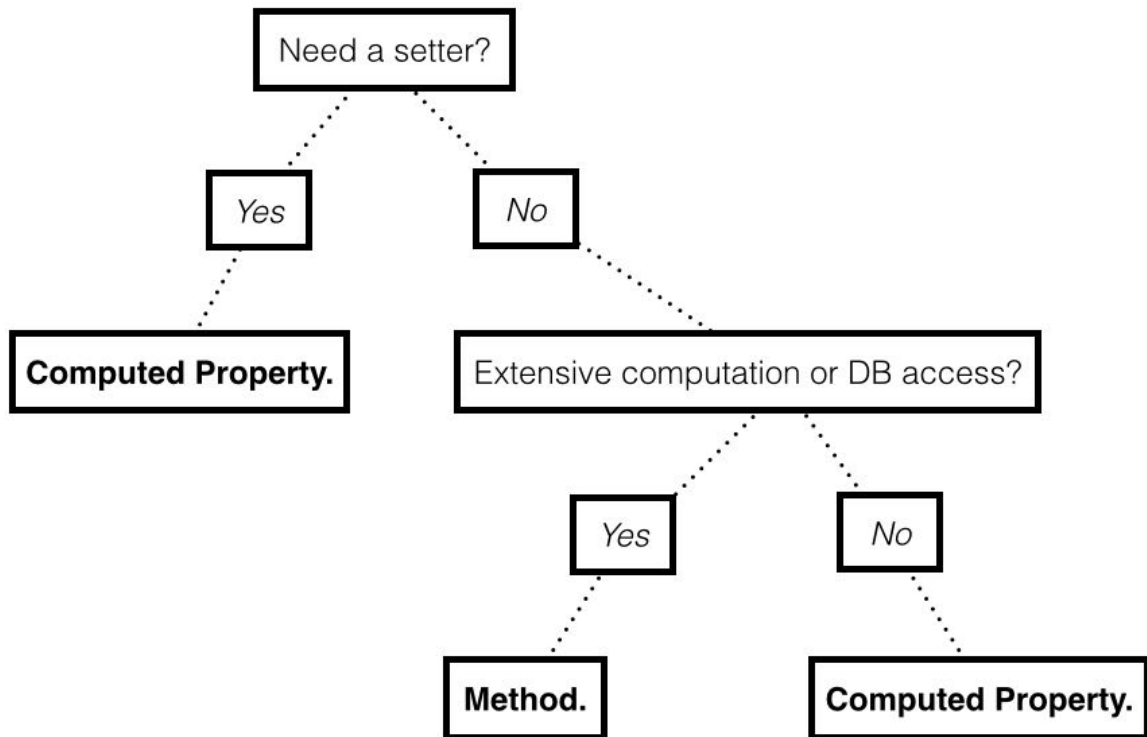 Need a setter?
Yes
No
Computed Property.
Extensive computation or DB access?
Yes
No
Method.
Computed Property.